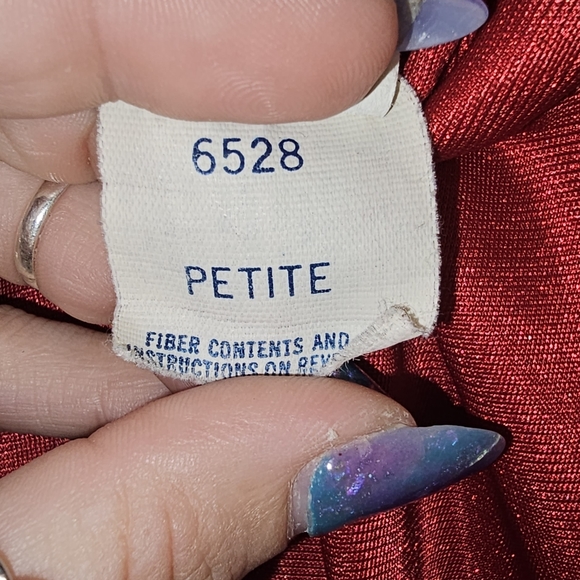 6528
PETITE
FIBER CONTENTS AND
INSTRUCTIONS ON